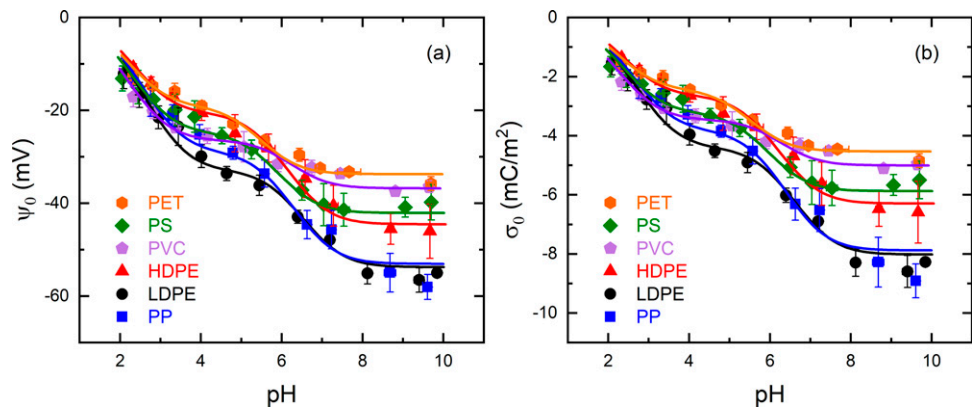 (a)
ψ0 (mV)
0
-20
-40
-60
PET
PS
PVC
HDPE
LDPE
PP
2 4 6 8 10
pH
(b)
σ0 (mC/m²)
0
-2
-4
-6
-8
-10
PET
PS
PVC
HDPE
LDPE
PP
2 4 6 8 10
pH